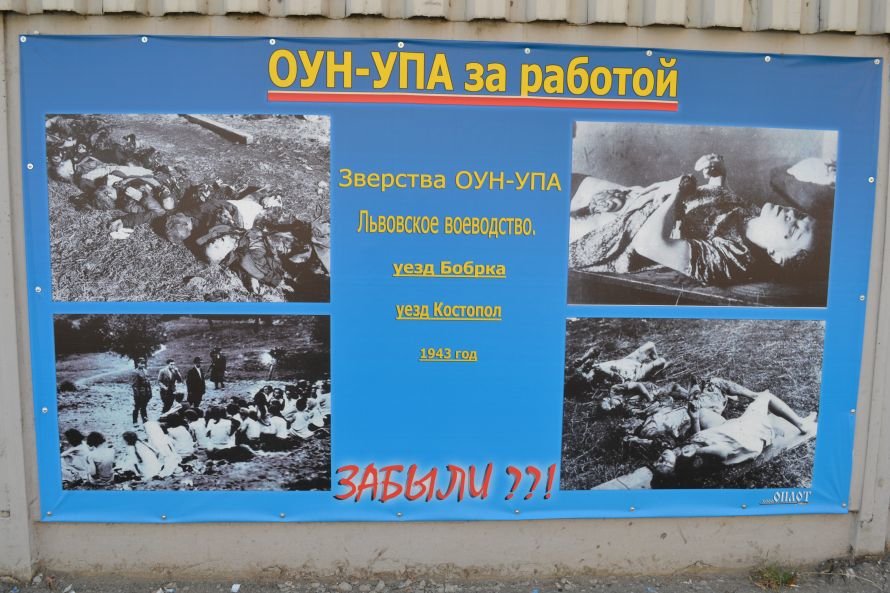 ОУН-УПА за работой
Зверства ОУН-УПА
Львовское воеводство.
уезд Бобрка
уезд Костопол
1943 год
ЗАБЫЛИ ??!
ОПЛОТ